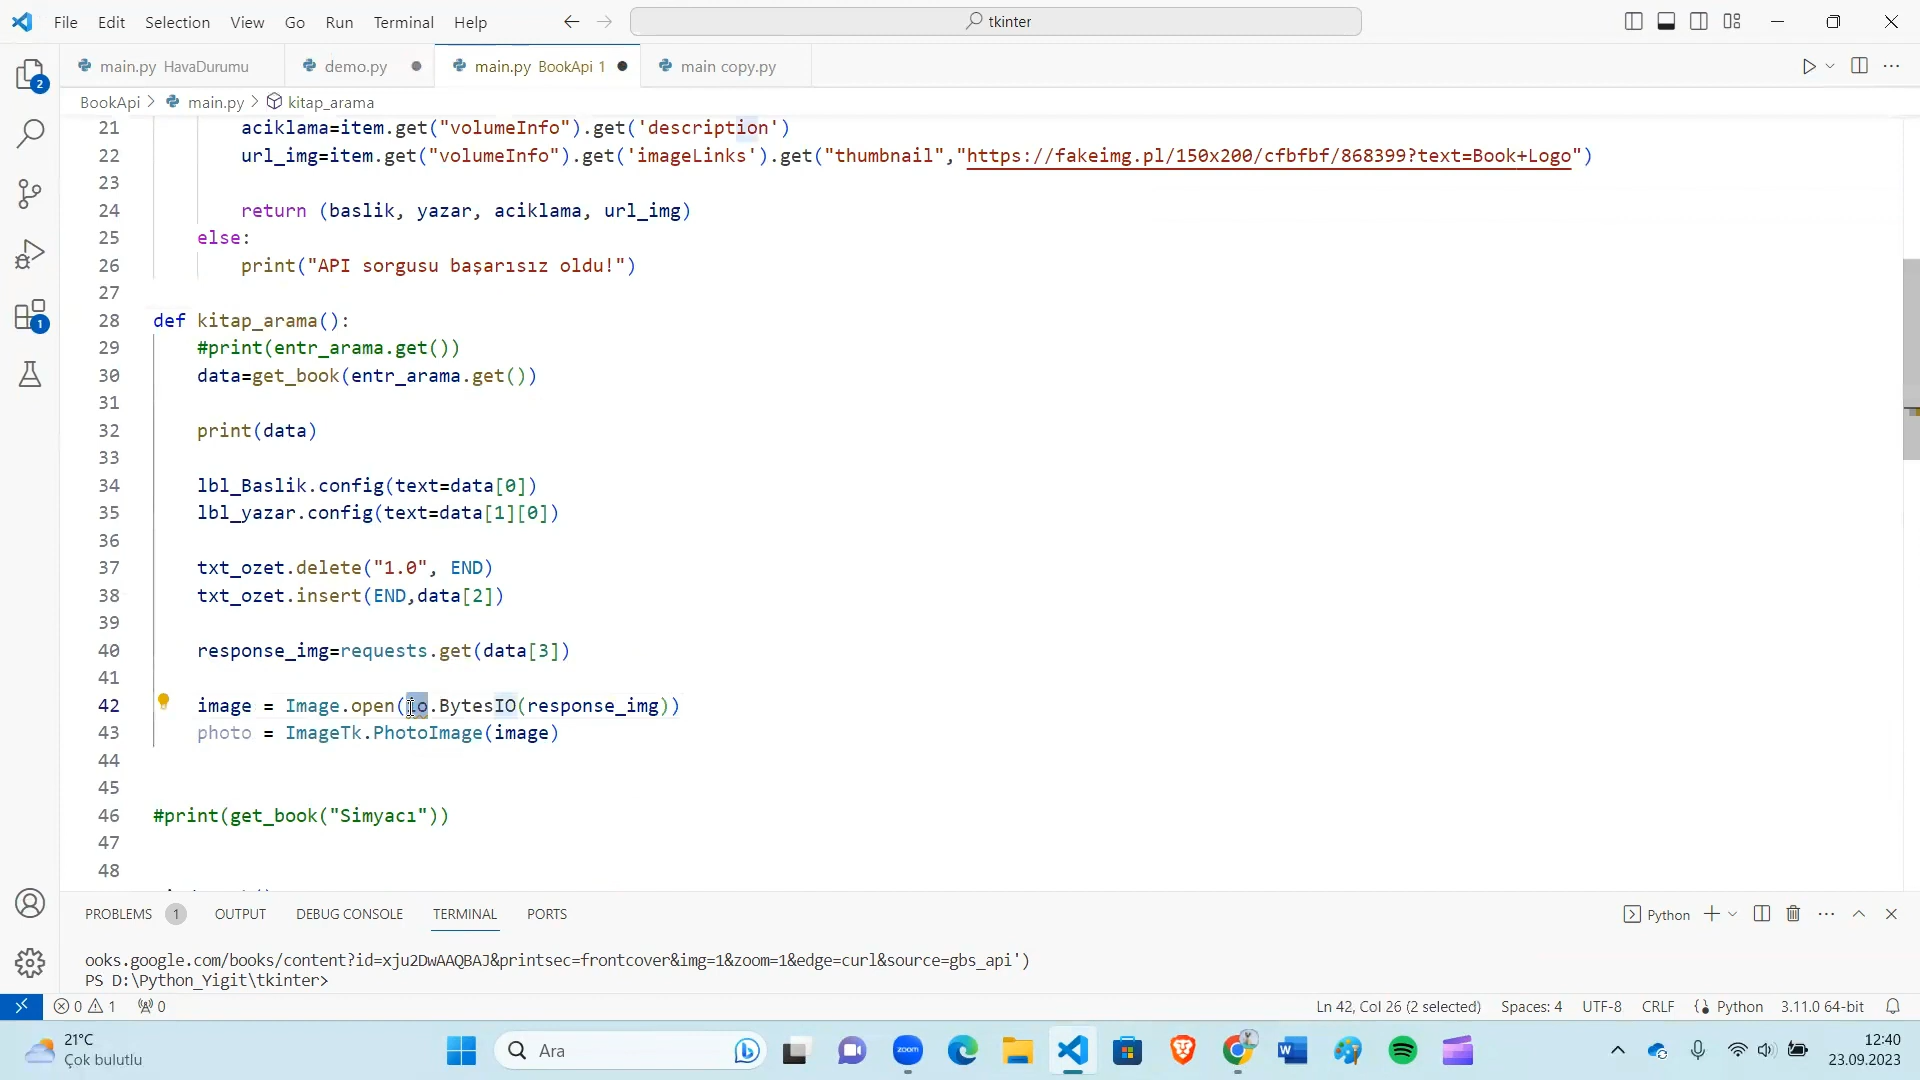 File Edit Selection View Go Run Terminal Help tkinter
main.py HavaDurumu demo.py main.py BookApi 1 main copy.py
BookApi > main.py > kitap_arama
21 aciklama=item.get("volumeInfo").get('description')
22 url_img=item.get("volumeInfo").get('imageLinks').get("thumbnail","https://fakeimg.pl/150x200/cfbfbf/868399?text=Book+Logo")
23
24 return (baslik, yazar, aciklama, url_img)
25 else:
26 print("API sorgusu başarısız oldu!")
27
28 def kitap_arama():
29 #print(entr_arama.get())
30 data=get_book(entr_arama.get())
31
32 print(data)
33
34 lbl_Baslik.config(text=data[0])
35 lbl_yazar.config(text=data[1][0])
36
37 txt_ozet.delete("1.0", END)
38 txt_ozet.insert(END,data[2])
39
40 response_img=requests.get(data[3])
41
42 image = Image.open(io.BytesIO(response_img))
43 photo = ImageTk.PhotoImage(image)
44
45
46 #print(get_book("Simyacı"))
47
48
PROBLEMS 1 OUTPUT DEBUG CONSOLE TERMINAL PORTS Python
ooks.google.com/books/content?id=xju2DwAAQBAJ&printsec=frontcover&img=1&zoom=1&edge=curl&source=gbs_api')
PS D:\Python_Yigit\tkinter>
0 1 0 Ln 42, Col 26 (2 selected) Spaces: 4 UTF-8 CRLF Python 3.11.0 64-bit
21°C
Çok bulutlu
Ara
zoom
12:40
23.09.2023
2
1